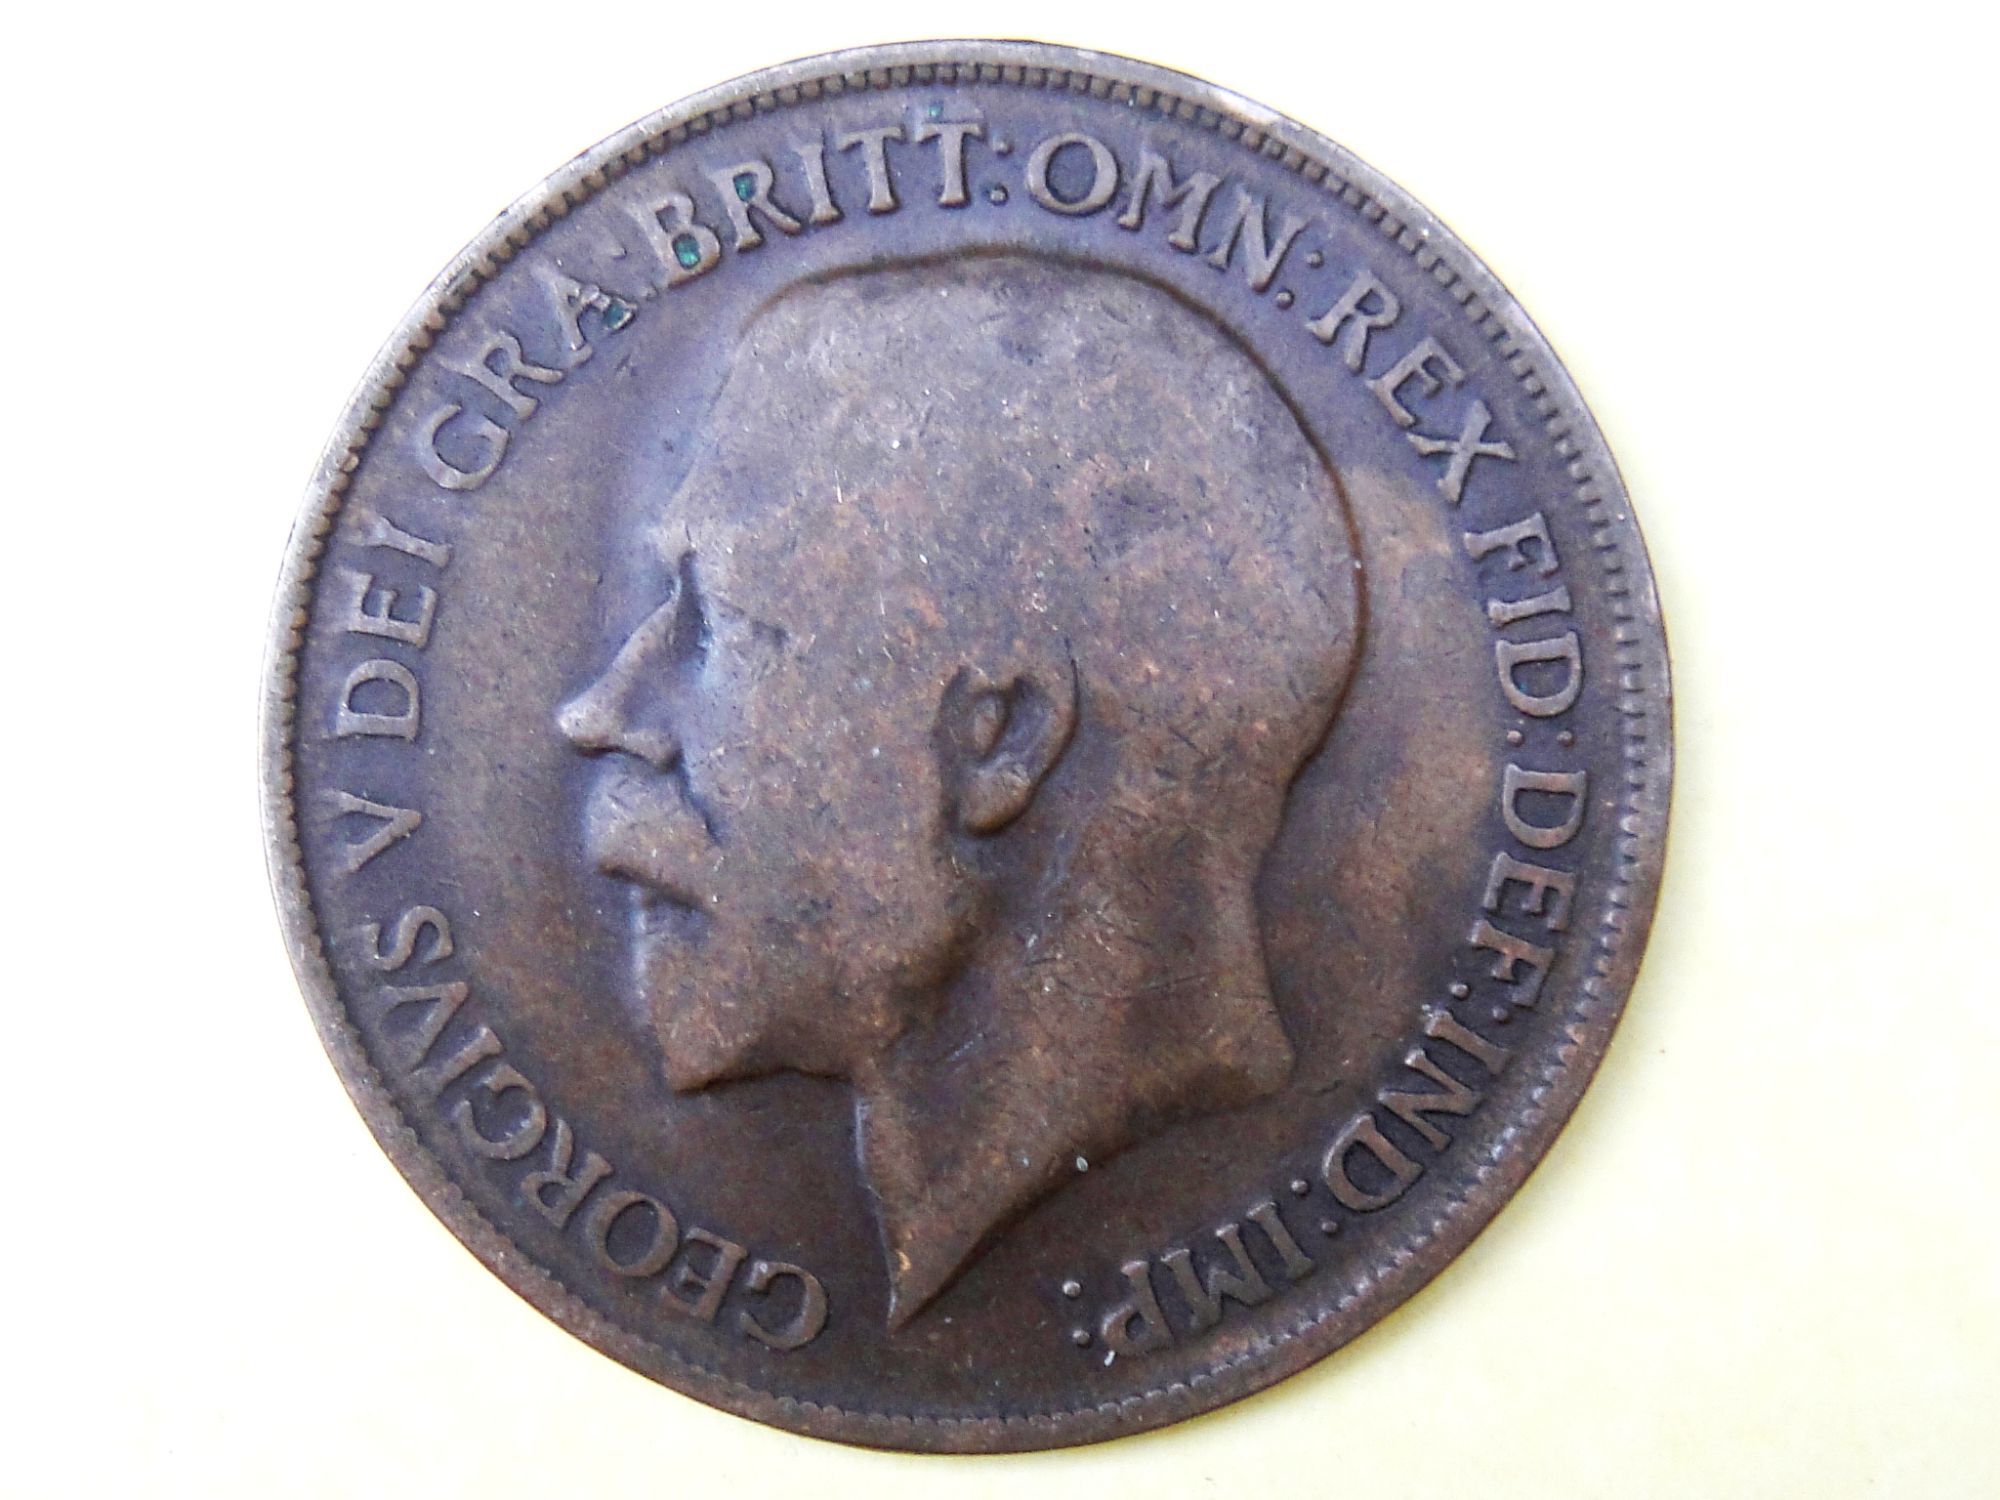 GEORGIVS V DEI GRA: BRITT: OMN: REX FID: DEF: IND: IMP: